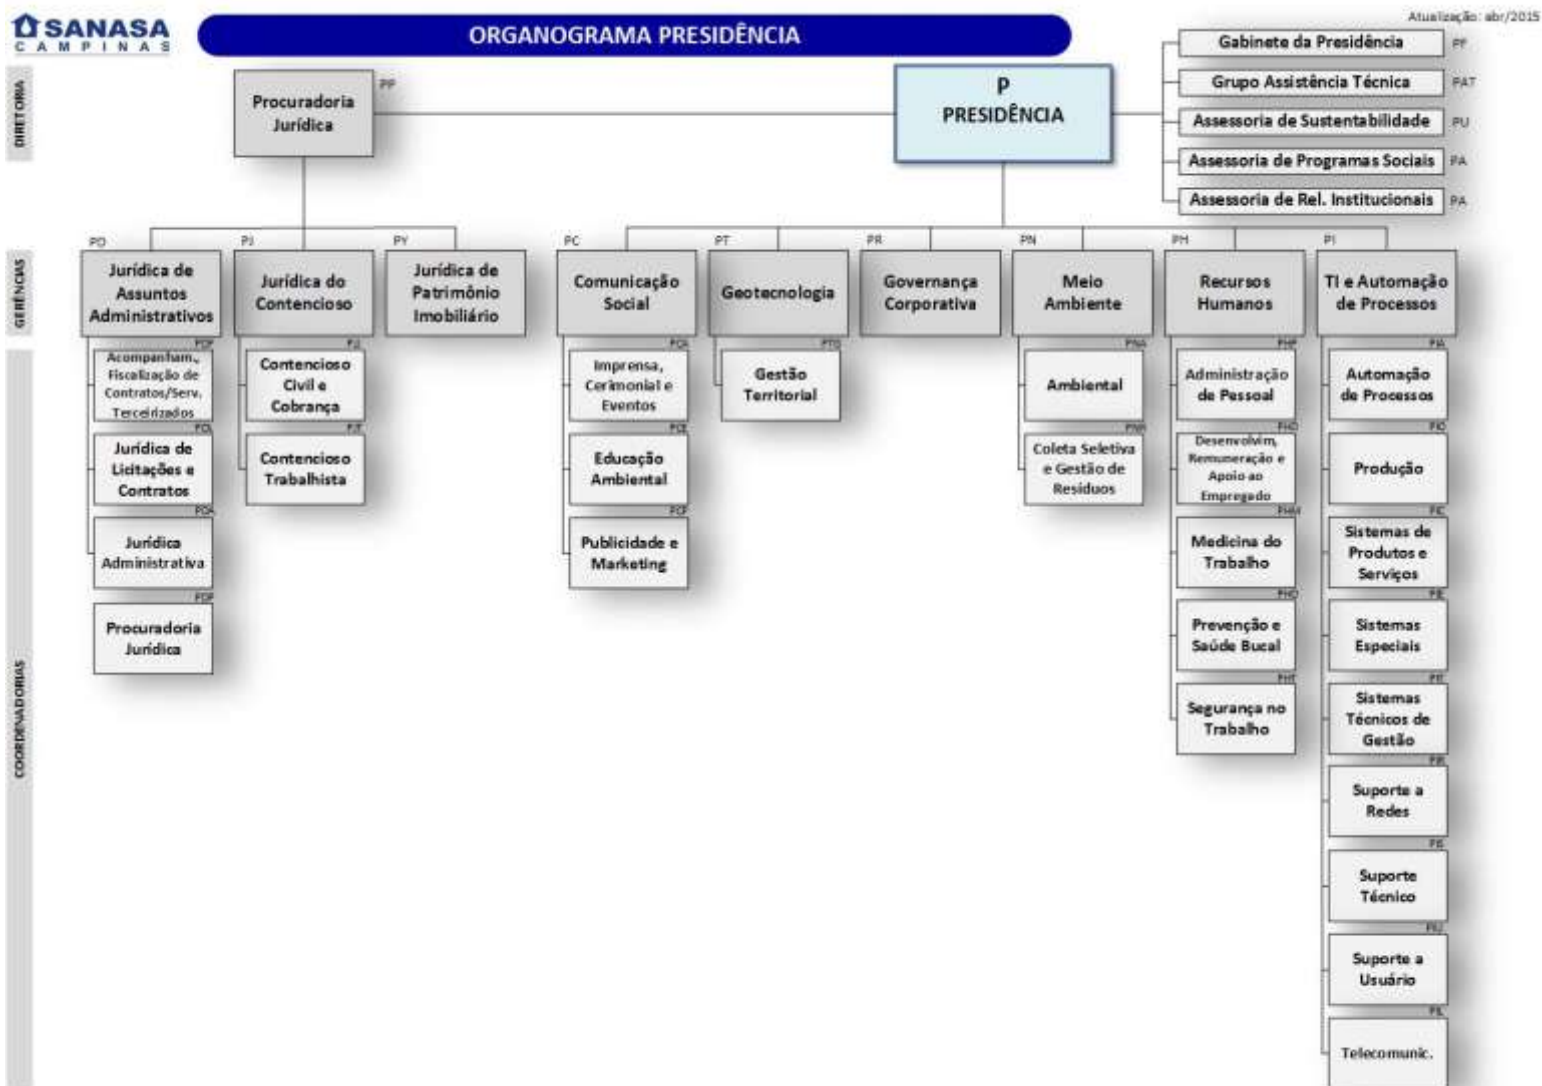 SANASA
CAMPINAS
ORGANOGRAMA PRESIDÊNCIA
Atualização: abr/2015
DIRETORIA
Procuradoria
Jurídica
PP
P
PRESIDÊNCIA
Gabinete da Presidência
Grupo Assistência Técnica
PAT
Assessoria de Sustentabilidade
PU
Assessoria de Programas Sociais
PA
Assessoria de Rel. Institucionais
PA
GERÊNCIAS
Jurídica de
Assuntos
Administrativos
PJ
Jurídica do
Contencioso
PY
Jurídica de
Patrimônio
Imobiliário
PC
Comunicação
Social
PT
Geotecnologia
PR
Governança
Corporativa
PN
Meio
Ambiente
PH
Recursos
Humanos
PI
TI e Automação
de Processos
COORDENADORIAS
Acompanham.,
Fiscalização de
Contratos/Serv.
Terceirizados
Jurídica de
Licitações e
Contratos
Jurídica
Administrativa
Procuradoria
Jurídica
Contencioso
Civil e
Cobrança
Contencioso
Trabalhista
Imprensa,
Cerimonial e
Eventos
Educação
Ambiental
Publicidade e
Marketing
Gestão
Territorial
Ambiental
Coleta Seletiva
e Gestão de
Resíduos
Administração
de Pessoal
Desenvolvim,
Remuneração e
Apoio ao
Empregado
Medicina do
Trabalho
Prevenção e
Saúde Bucal
Segurança no
Trabalho
Automação
de Processos
Produção
Sistemas de
Produtos e
Serviços
Sistemas
Especiais
Sistemas
Técnicos de
Gestão
Suporte a
Redes
Suporte
Técnico
Suporte a
Usuário
Telecomunic.